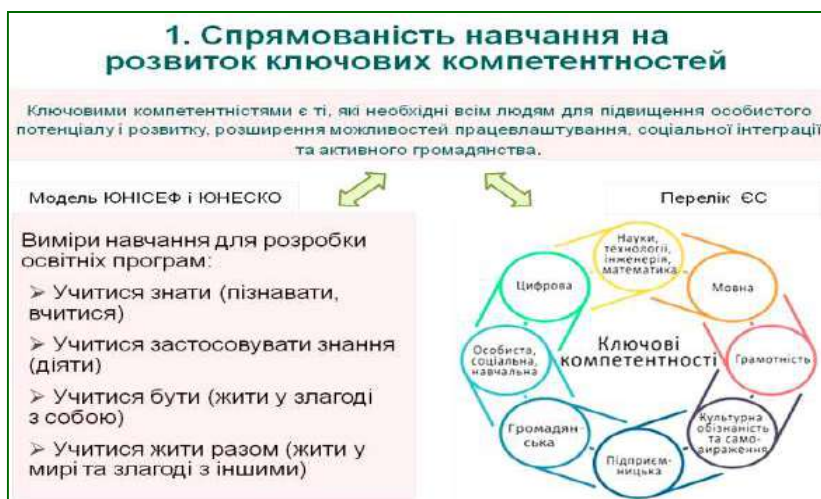 1. Спрямованість навчання на
розвиток ключових компетентностей
Ключовими компетентністями є ті, які необхідні всім людям для підвищення особистого
потенціалу і розвитку, розширення можливостей працевлаштування, соціальної інтеграції
та активного громадянства.
Модель ЮНІСЕФ і ЮНЕСКО
Перелік ЄС
Виміри навчання для розробки
освітніх програм:
➢ Учитися знати (пізнавати,
вчитися)
➢ Учитися застосовувати знання
(діяти)
➢ Учитися бути (жити у злагоді
з собою)
➢ Учитися жити разом (жити у
мирі та злагоді з іншими)
Науки,
технології,
інженерія,
математика
Цифрова
Мовна
Особиста,
соціальна,
навчальна
Ключові
компетентності
Грамотність
Громадян-
ська
Підприєм-
ницька
Культурна
обізнаність
та само-
вираження